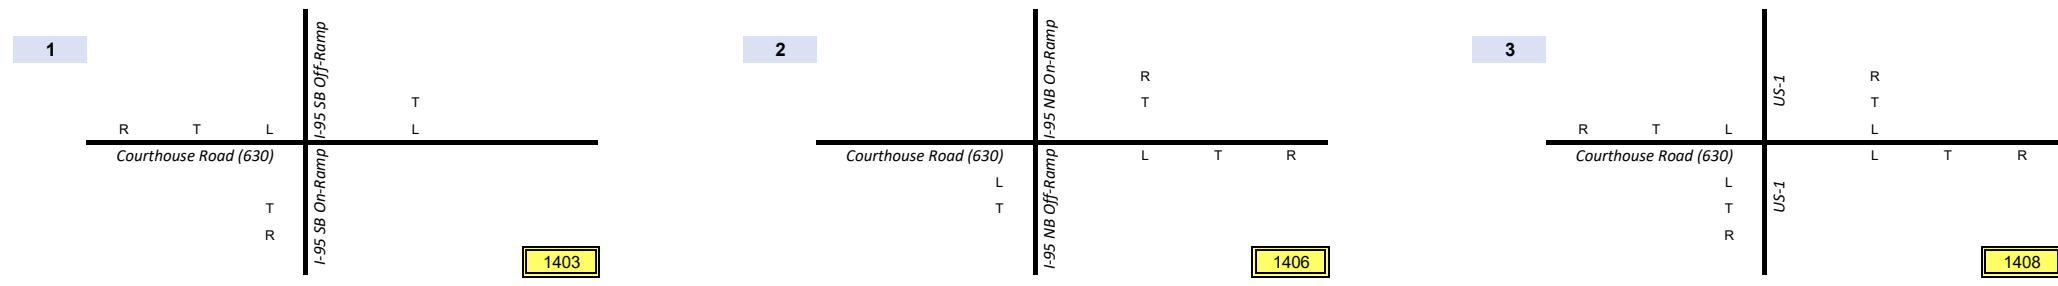 1
I-95 SB Off-Ramp
T
R T L
L
Courthouse Road (630)
I-95 SB On-Ramp
T
R
1403
2
I-95 NB On-Ramp
R
T
Courthouse Road (630)
I-95 NB Off-Ramp
L T R
L
T
1406
3
US-1
R
T
R T L
L
Courthouse Road (630)
US-1
L T R
L
T
R
1408